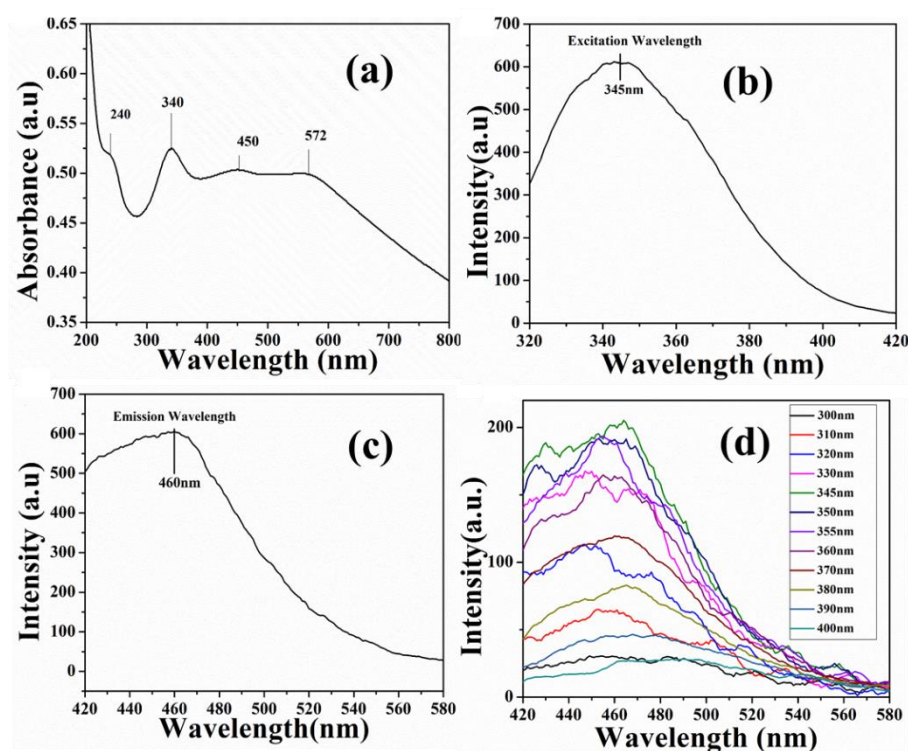 (a)
Absorbance (a.u)
0.65
0.60
0.55
0.50
0.45
0.40
0.35
240
340
450
572
200 300 400 500 600 700 800
Wavelength (nm)
(b)
Excitation Wavelength
345nm
Intensity(a.u)
700
600
500
400
300
200
100
0
320 340 360 380 400 420
Wavelength (nm)
(c)
Emission Wavelength
460nm
Intensity (a.u)
700
600
500
400
300
200
100
0
420 440 460 480 500 520 540 560 580
Wavelength(nm)
(d)
Intensity(a.u.)
200
100
0
300nm
310nm
320nm
330nm
345nm
350nm
355nm
360nm
370nm
380nm
390nm
400nm
420 440 460 480 500 520 540 560 580
Wavelength (nm)